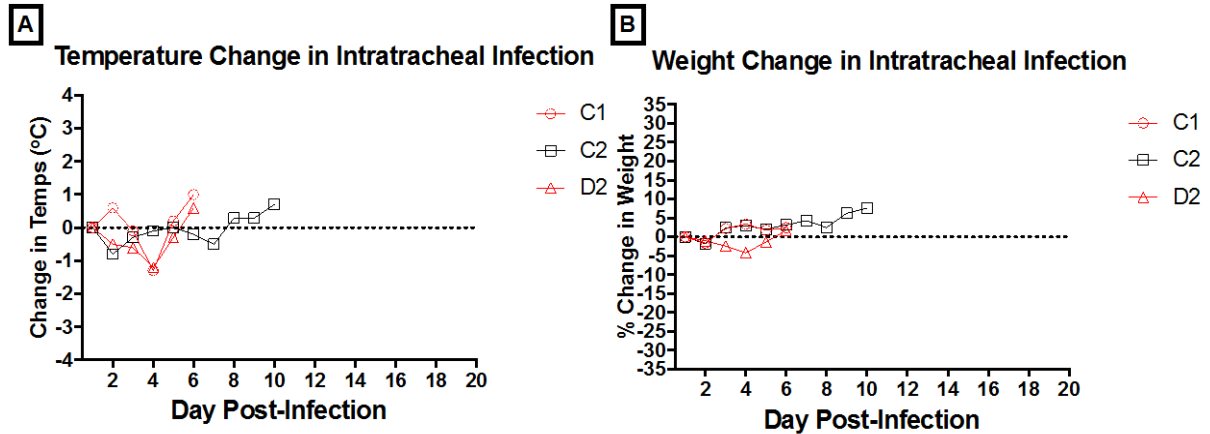 A
Temperature Change in Intratracheal Infection
Change in Temps (°C)
4
3
2
1
0
-1
-2
-3
-4
2 4 6 8 10 12 14 16 18 20
Day Post-Infection
C1
C2
D2
B
Weight Change in Intratracheal Infection
% Change in Weight
35
30
25
20
15
10
5
0
-5
-10
-15
-20
-25
-30
-35
2 4 6 8 10 12 14 16 18 20
Day Post-Infection
C1
C2
D2